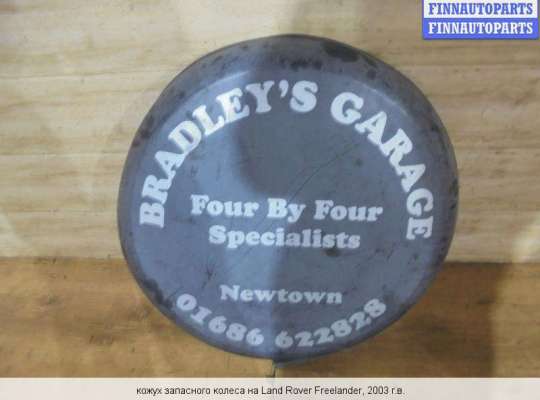 FINNAUTOPARTS
FINNAUTOPARTS
BRADLEY'S GARAGE
Four By Four
Specialists
Newtown
01686 622828
кожух запасного колеса на Land Rover Freelander, 2003 г.в.